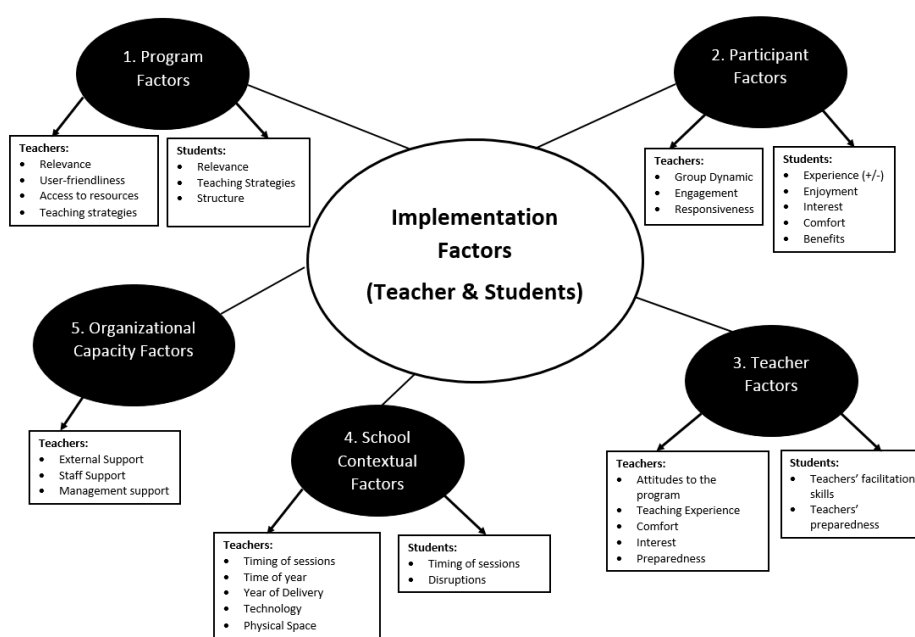 1. Program
Factors
Teachers:
• Relevance
• User-friendliness
• Access to resources
• Teaching strategies
Students:
• Relevance
• Teaching Strategies
• Structure
2. Participant
Factors
Teachers:
• Group Dynamic
• Engagement
• Responsiveness
Students:
• Experience (+/-)
• Enjoyment
• Interest
• Comfort
• Benefits
Implementation
Factors
(Teacher & Students)
3. Teacher
Factors
Teachers:
• Attitudes to the
program
• Teaching Experience
• Comfort
• Interest
• Preparedness
Students:
• Teachers’ facilitation
skills
• Teachers’
preparedness
4. School
Contextual
Factors
Teachers:
• Timing of sessions
• Time of year
• Year of Delivery
• Technology
• Physical Space
Students:
• Timing of sessions
• Disruptions
5. Organizational
Capacity Factors
Teachers:
• External Support
• Staff Support
• Management support